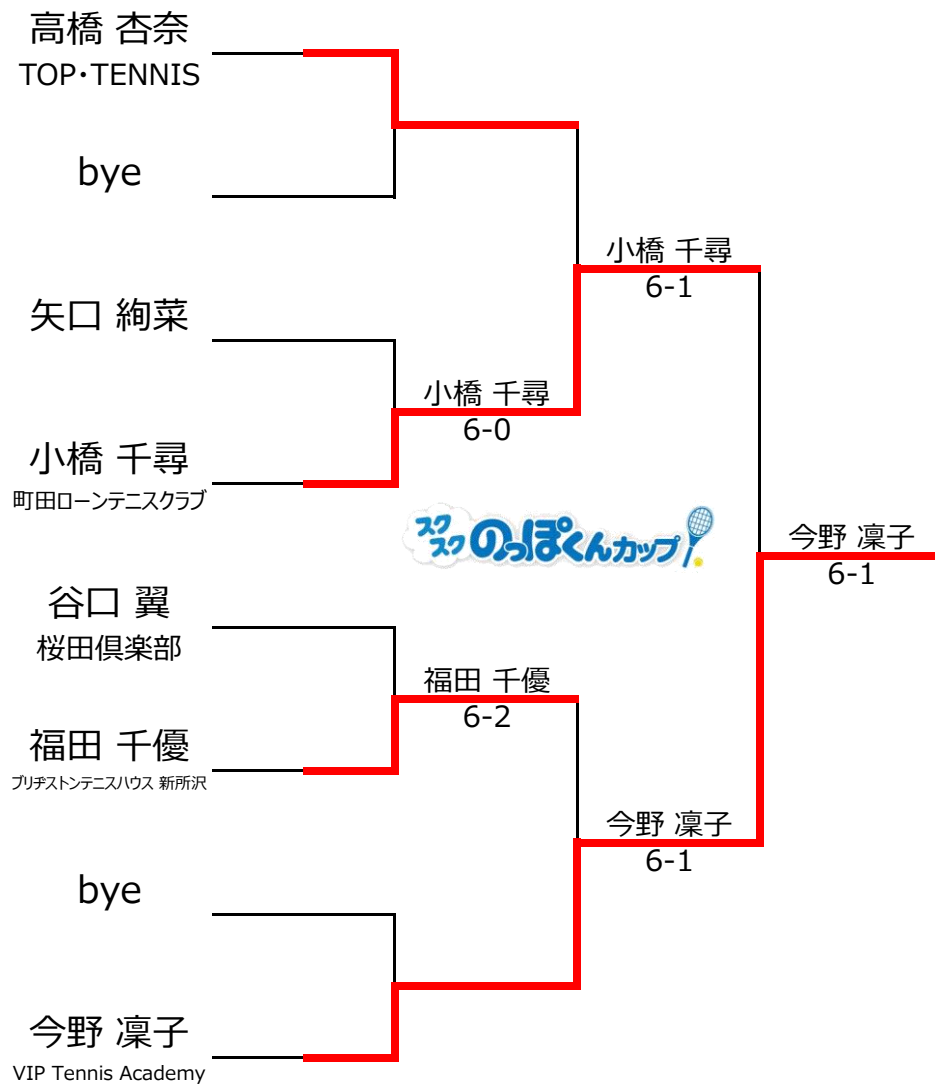 高橋 杏奈
TOP・TENNIS
bye
矢口 絢菜
小橋 千尋
町田ローンテニスクラブ
谷口 翼
桜田倶楽部
福田 千優
ブリヂストンテニスハウス 新所沢
bye
今野 凜子
VIP Tennis Academy
小橋 千尋
6-0
福田 千優
6-2
小橋 千尋
6-1
今野 凜子
6-1
スクスクのっぽくんカップ
今野 凜子
6-1